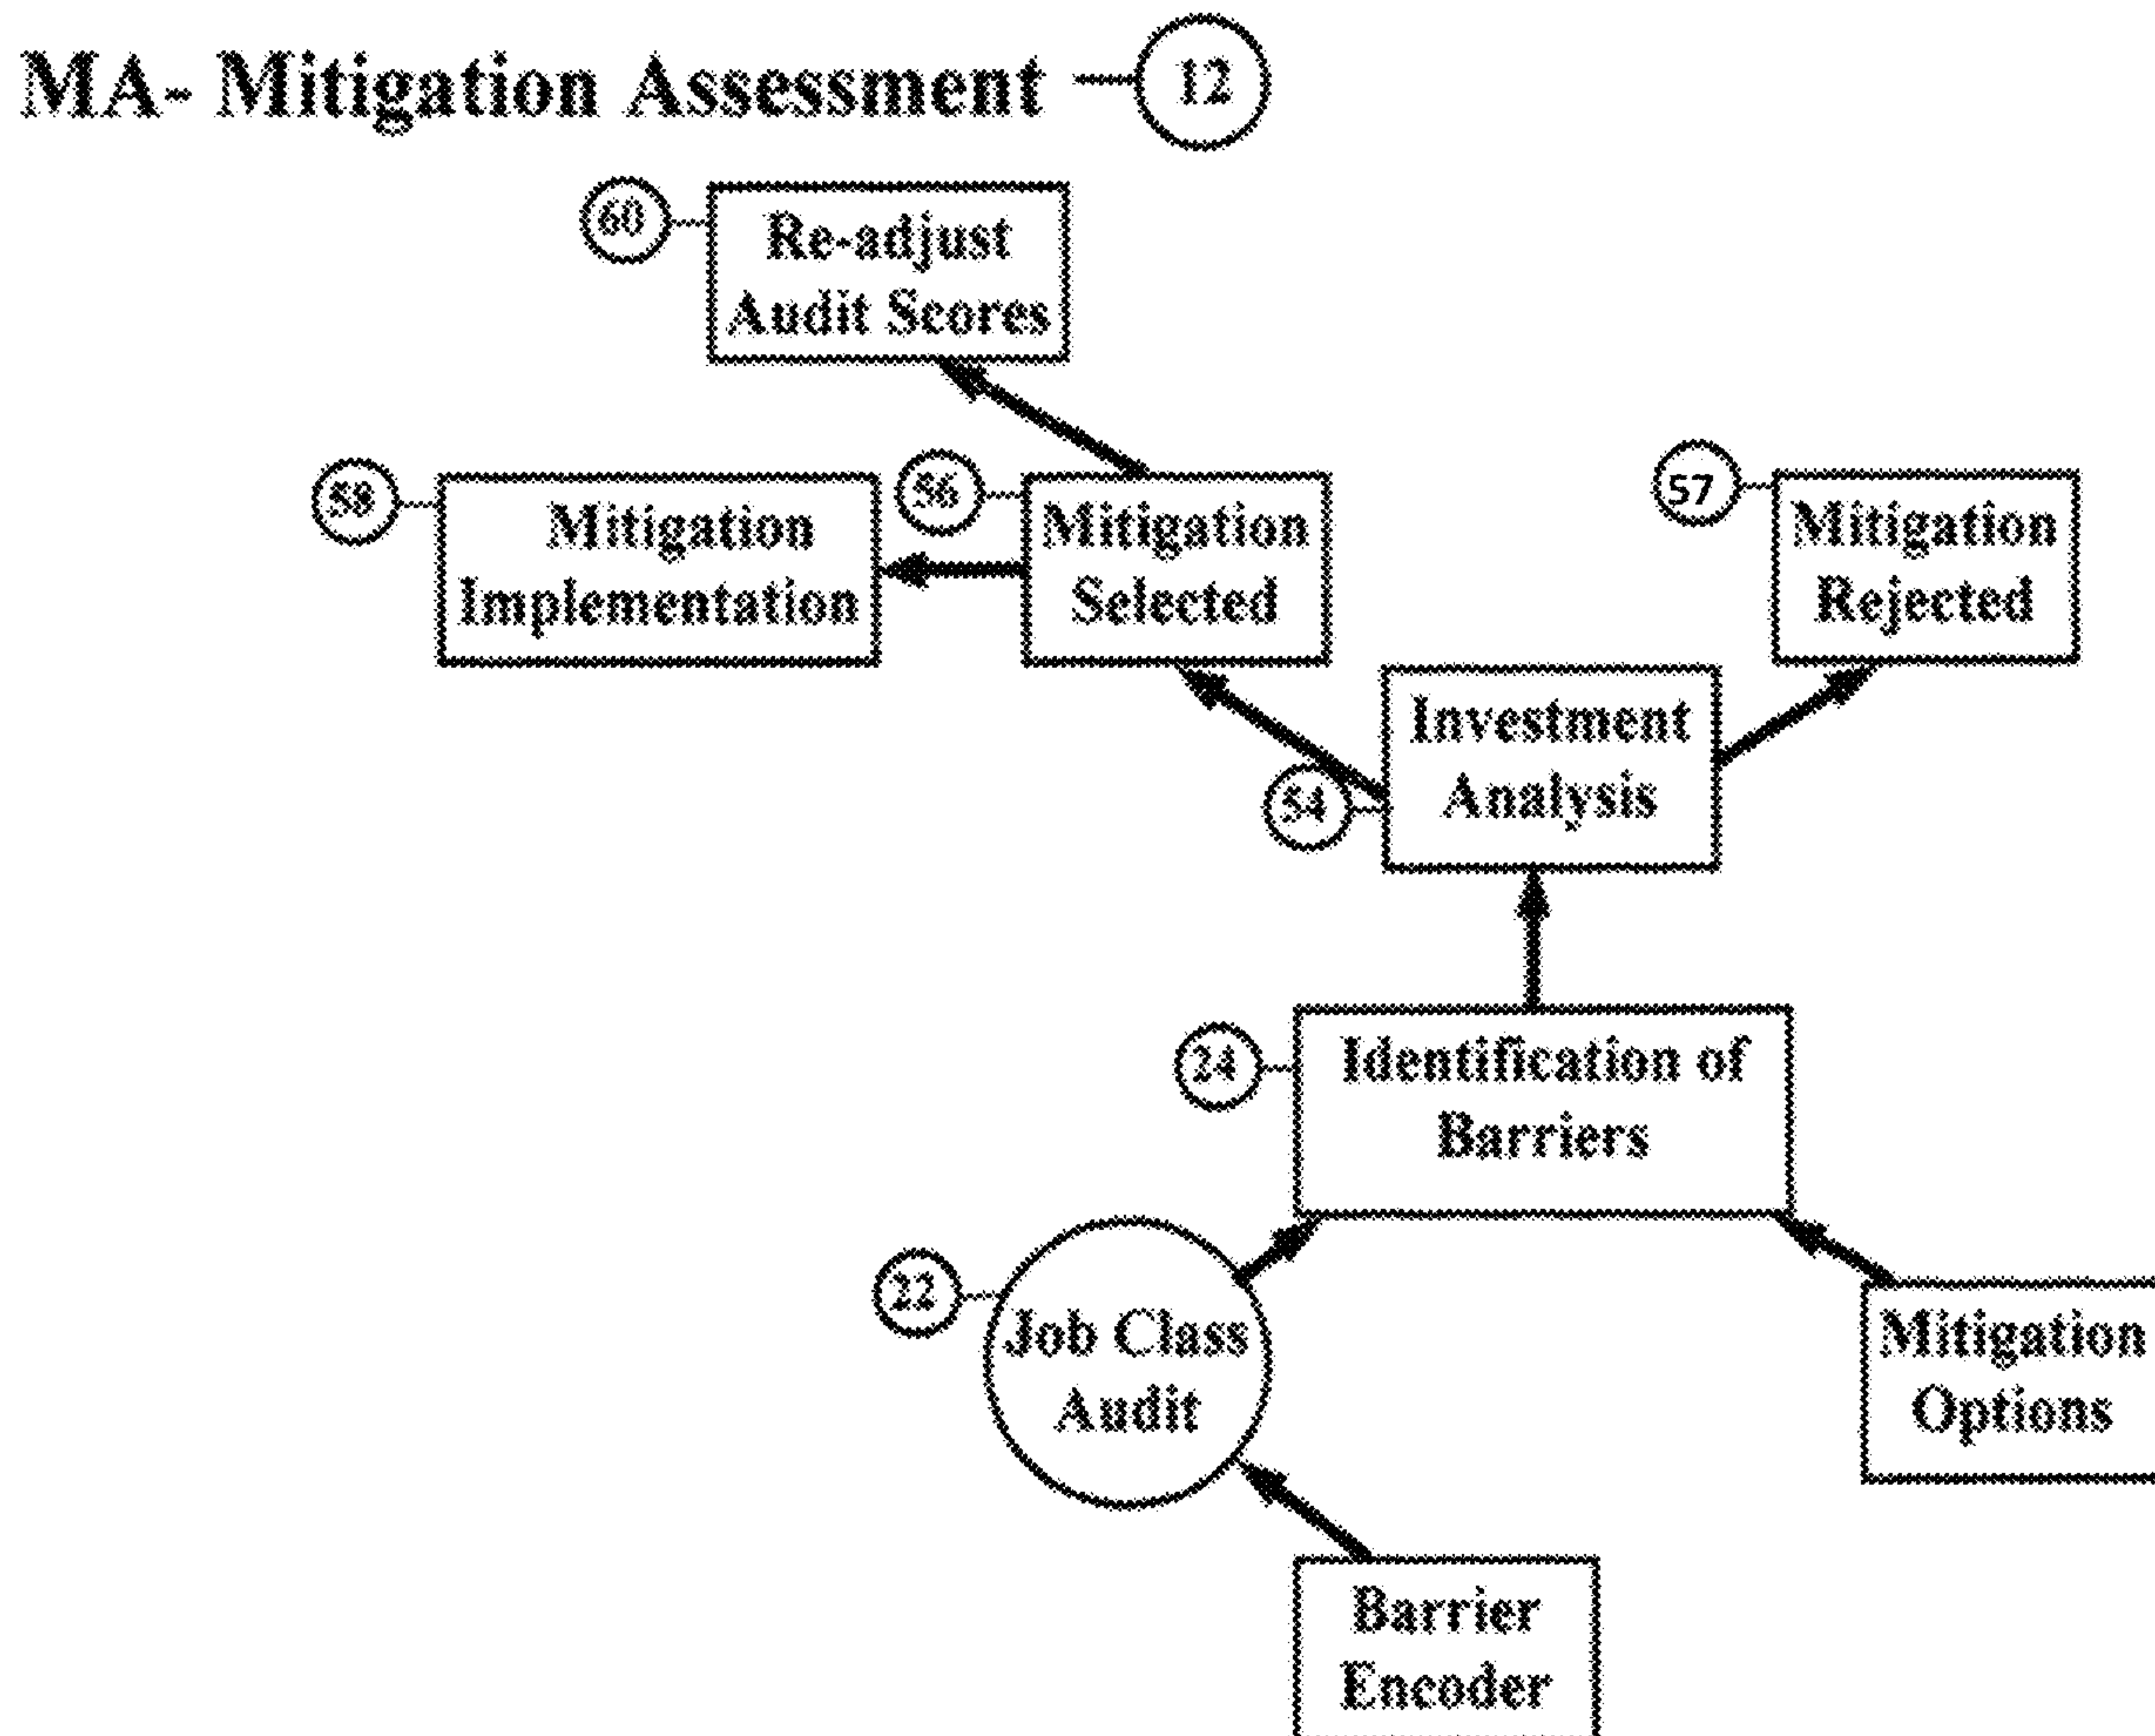 MA- Mitigation Assessment
12
60
Re-adjust
Audit Scores
56
57
Mitigation
Implementation
Mitigation
Selected
Mitigation
Rejected
Investment
Analysis
54
24
Identification of
Barriers
22
Job Class
Audit
Mitigation
Options
Barrier
Encoder